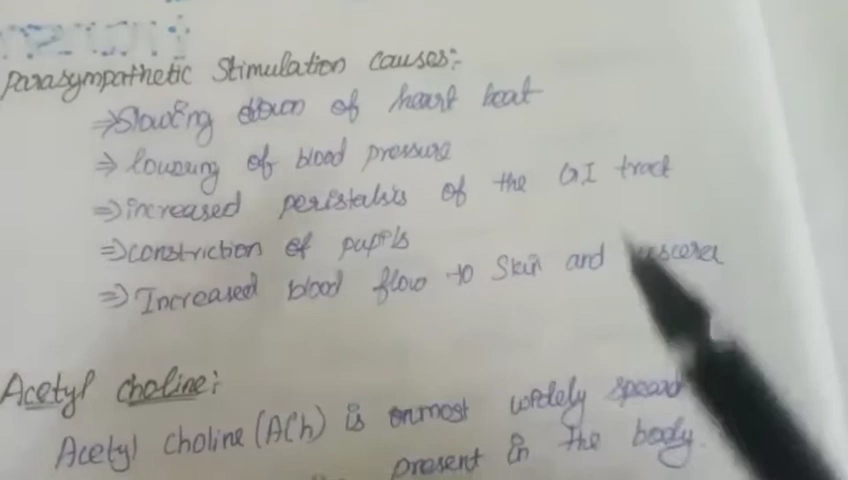 Parasympathetic Stimulation causes:-
⇒Slowing down of heart beat
⇒ lowering of blood pressure
⇒increased peristalsis of the GI tract
⇒constriction of pupils
⇒ Increased blood flow to Skin and viscera
Acetyl choline:
Acetyl choline (ACh) is most widely spread
present in the body.